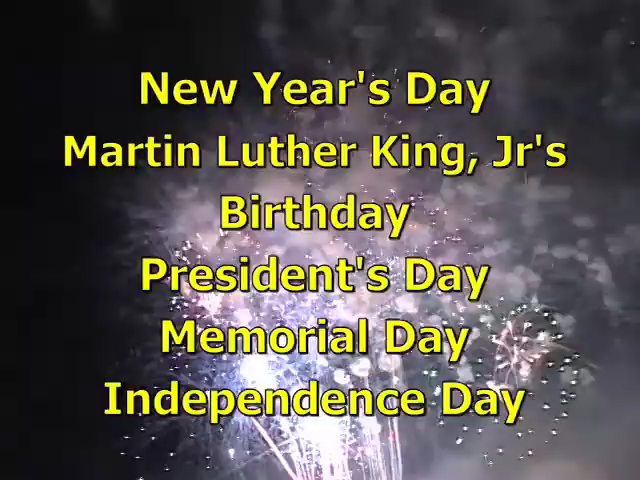 New Year's Day
Martin Luther King, Jr's
Birthday
President's Day
Memorial Day
Independence Day